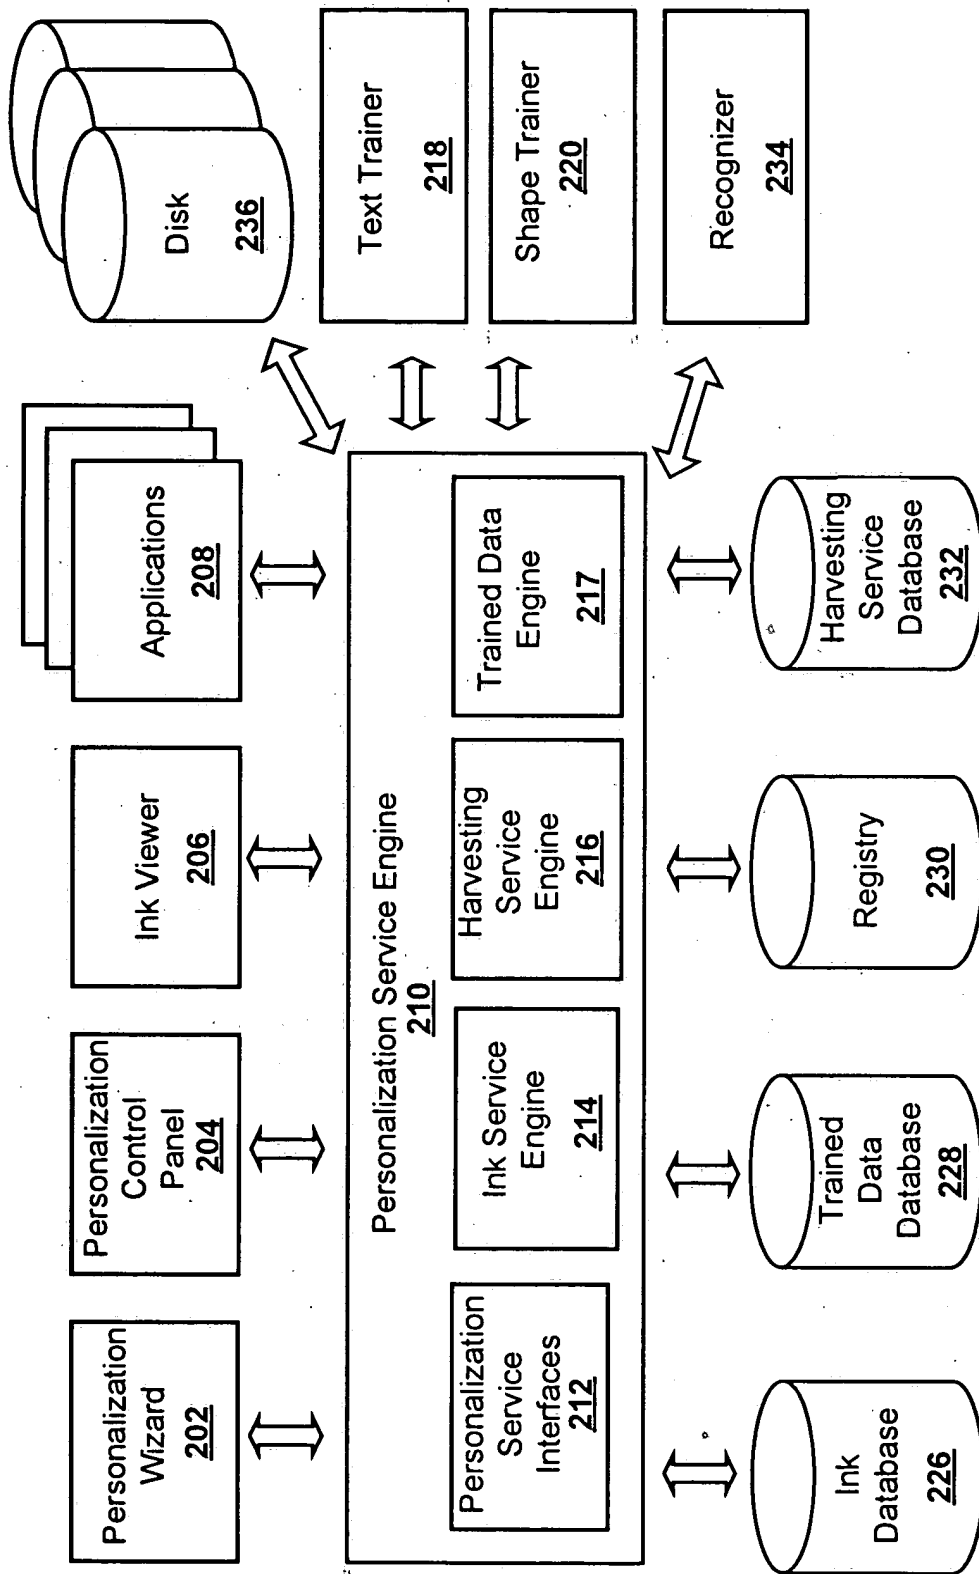 Personalization
Wizard
202
Personalization
Control
Panel
204
Ink Viewer
206
Applications
208
Disk
236
Personalization Service Engine
210
Personalization
Service
Interfaces
212
Ink Service
Engine
214
Harvesting
Service
Engine
216
Trained Data
Engine
217
Text Trainer
218
Shape Trainer
220
Recognizer
234
Ink
Database
226
Trained
Data
Database
228
Registry
230
Harvesting
Service
Database
232